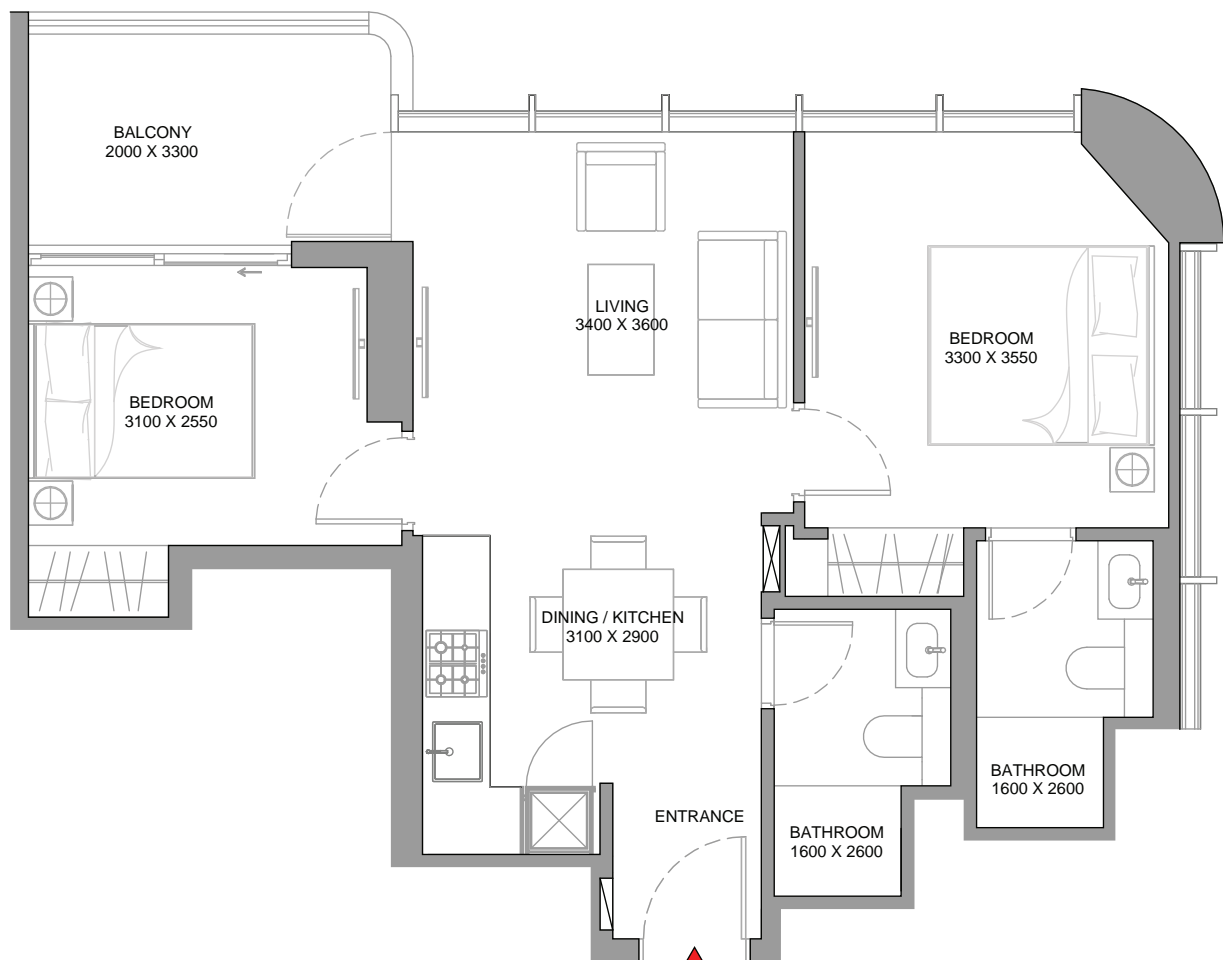 BALCONY
2000 X 3300
LIVING
3400 X 3600
BEDROOM
3300 X 3550
BEDROOM
3100 X 2550
DINING / KITCHEN
3100 X 2900
BATHROOM
1600 X 2600
ENTRANCE
BATHROOM
1600 X 2600